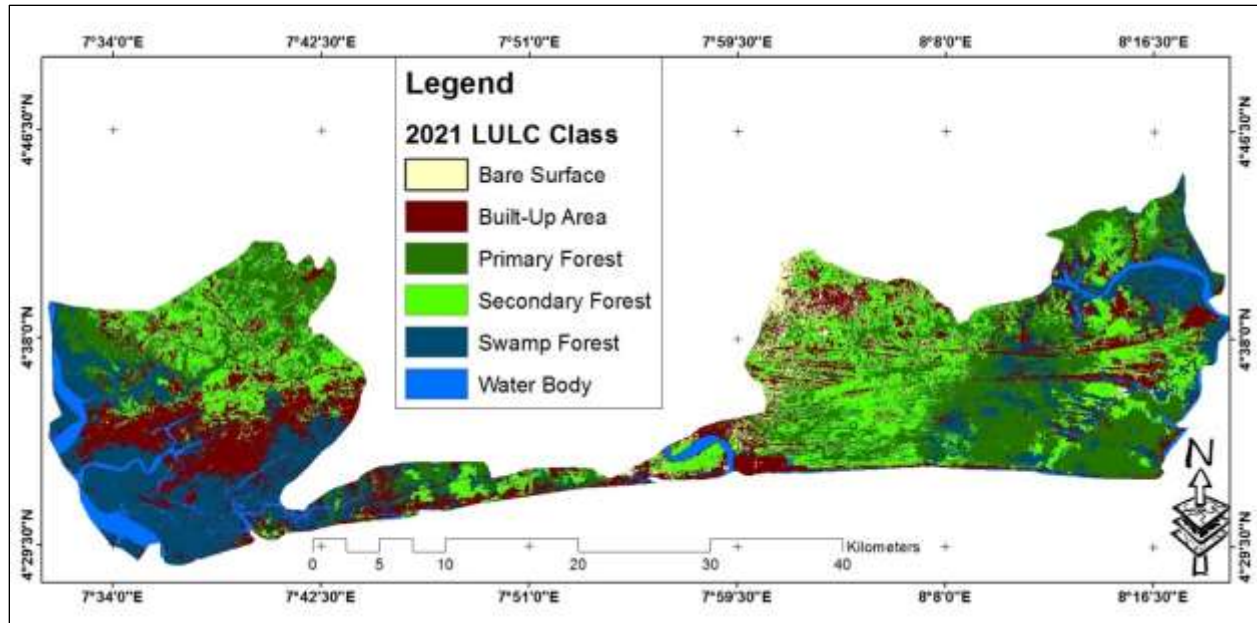 7°34'0"E 7°42'30"E 7°51'0"E 7°59'30"E 8°8'0"E 8°16'30"E
Legend
2021 LULC Class
Bare Surface
Built-Up Area
Primary Forest
Secondary Forest
Swamp Forest
Water Body
4°46'30"N 4°46'30"N
4°38'0"N 4°38'0"N
4°29'30"N 4°29'30"N
N
Kilometers
0 5 10 20 30 40
7°34'0"E 7°42'30"E 7°51'0"E 7°59'30"E 8°8'0"E 8°16'30"E